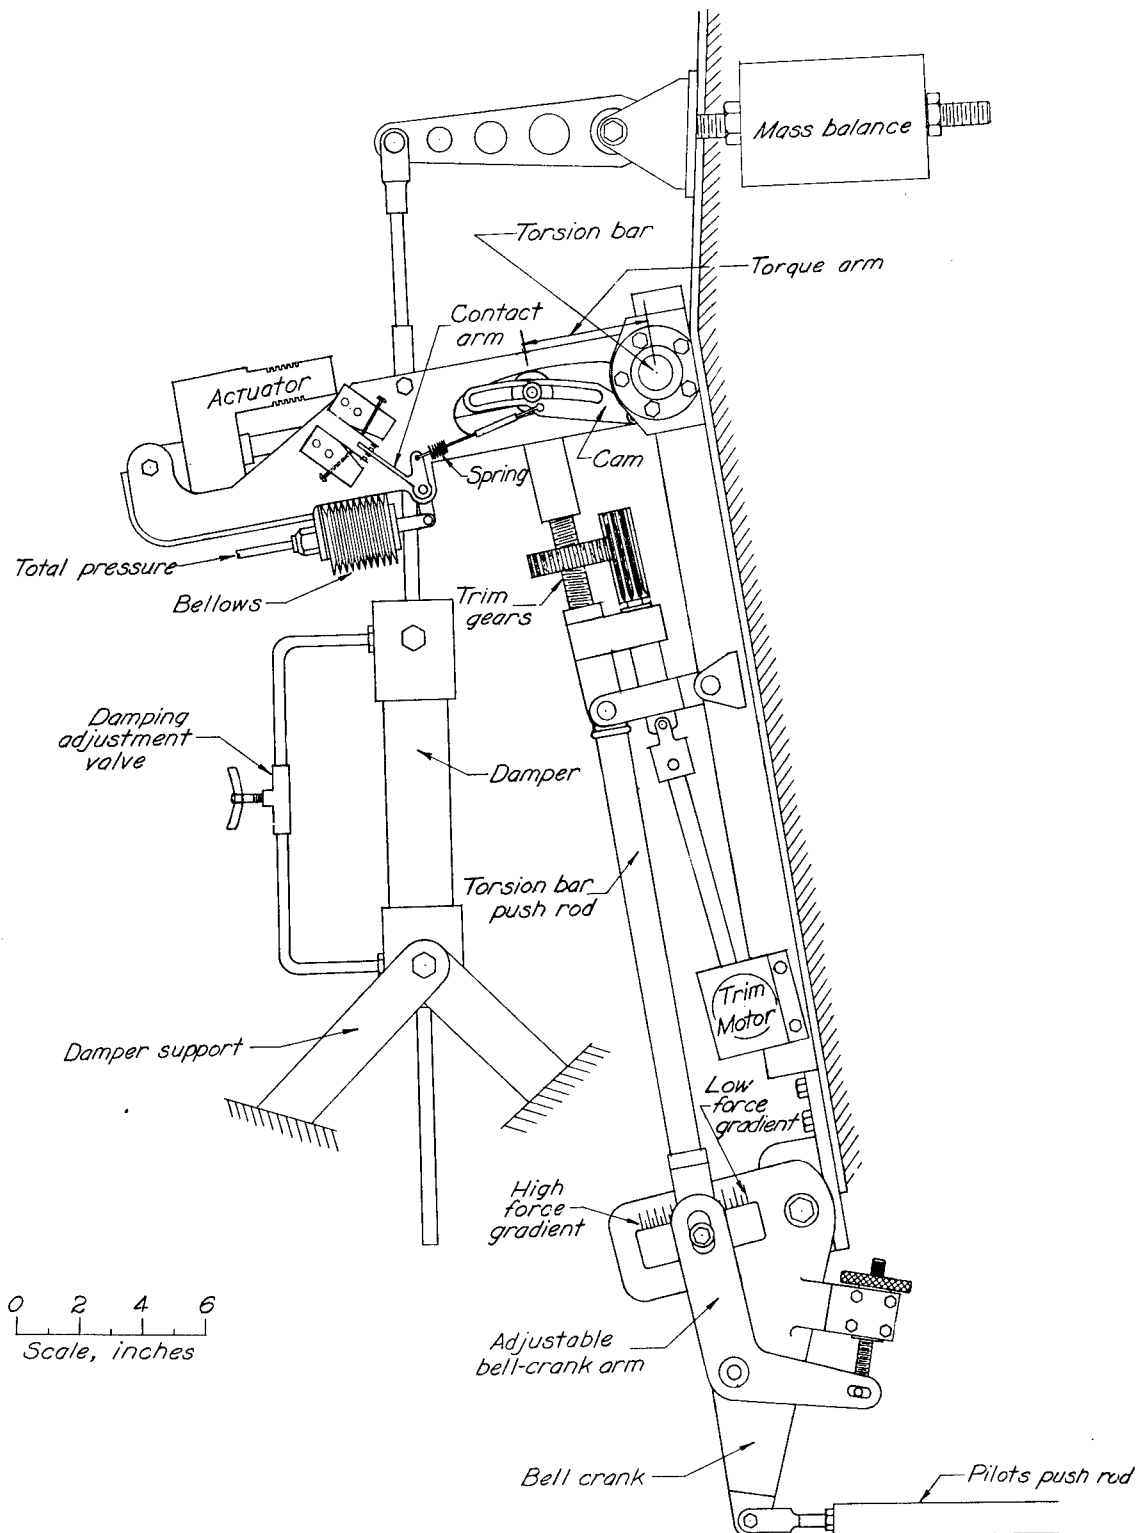 Mass balance
Torsion bar
Torque arm
Contact
arm
Actuator
Spring
Cam
Total pressure
Bellows
Trim
gears
Damping
adjustment
valve
Damper
Torsion bar
push rod
Trim
Motor
Damper support
Low
force
gradient
High
force
gradient
0 2 4 6
Scale, inches
Adjustable
bell-crank arm
Bell crank
Pilots push rod